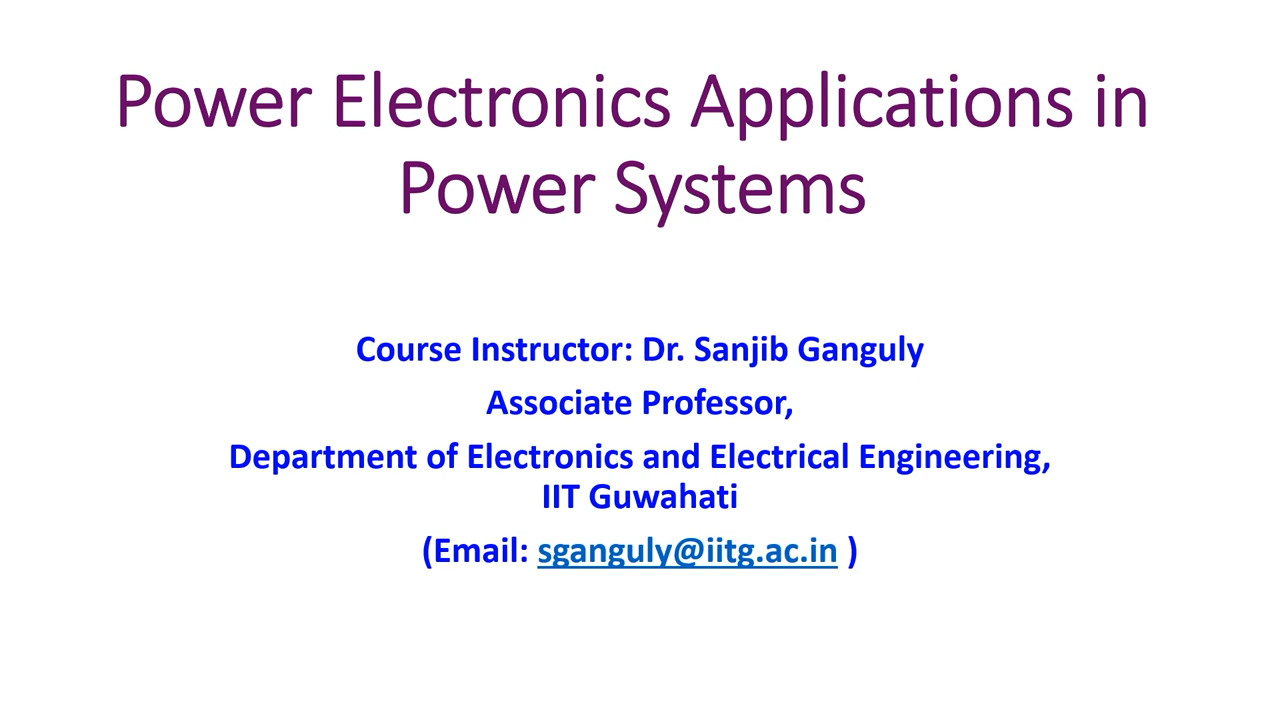 Power Electronics Applications in
Power Systems
Course Instructor: Dr. Sanjib Ganguly
Associate Professor,
Department of Electronics and Electrical Engineering,
IIT Guwahati
(Email: sganguly@iitg.ac.in )